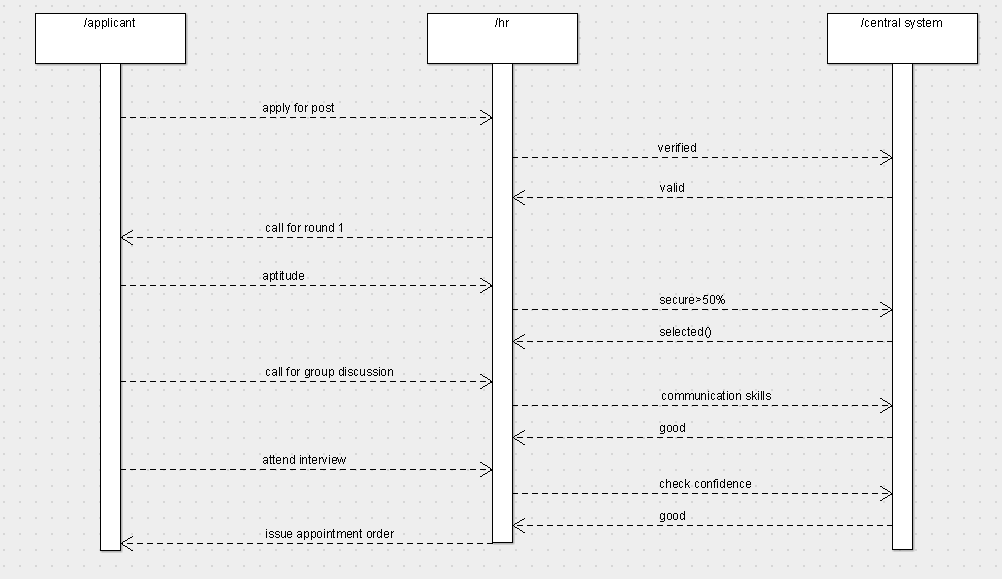 /applicant
/hr
/central system
apply for post
verified
valid
call for round 1
aptitude
secure>50%
selected()
call for group discussion
communication skills
good
attend interview
check confidence
good
issue appointment order